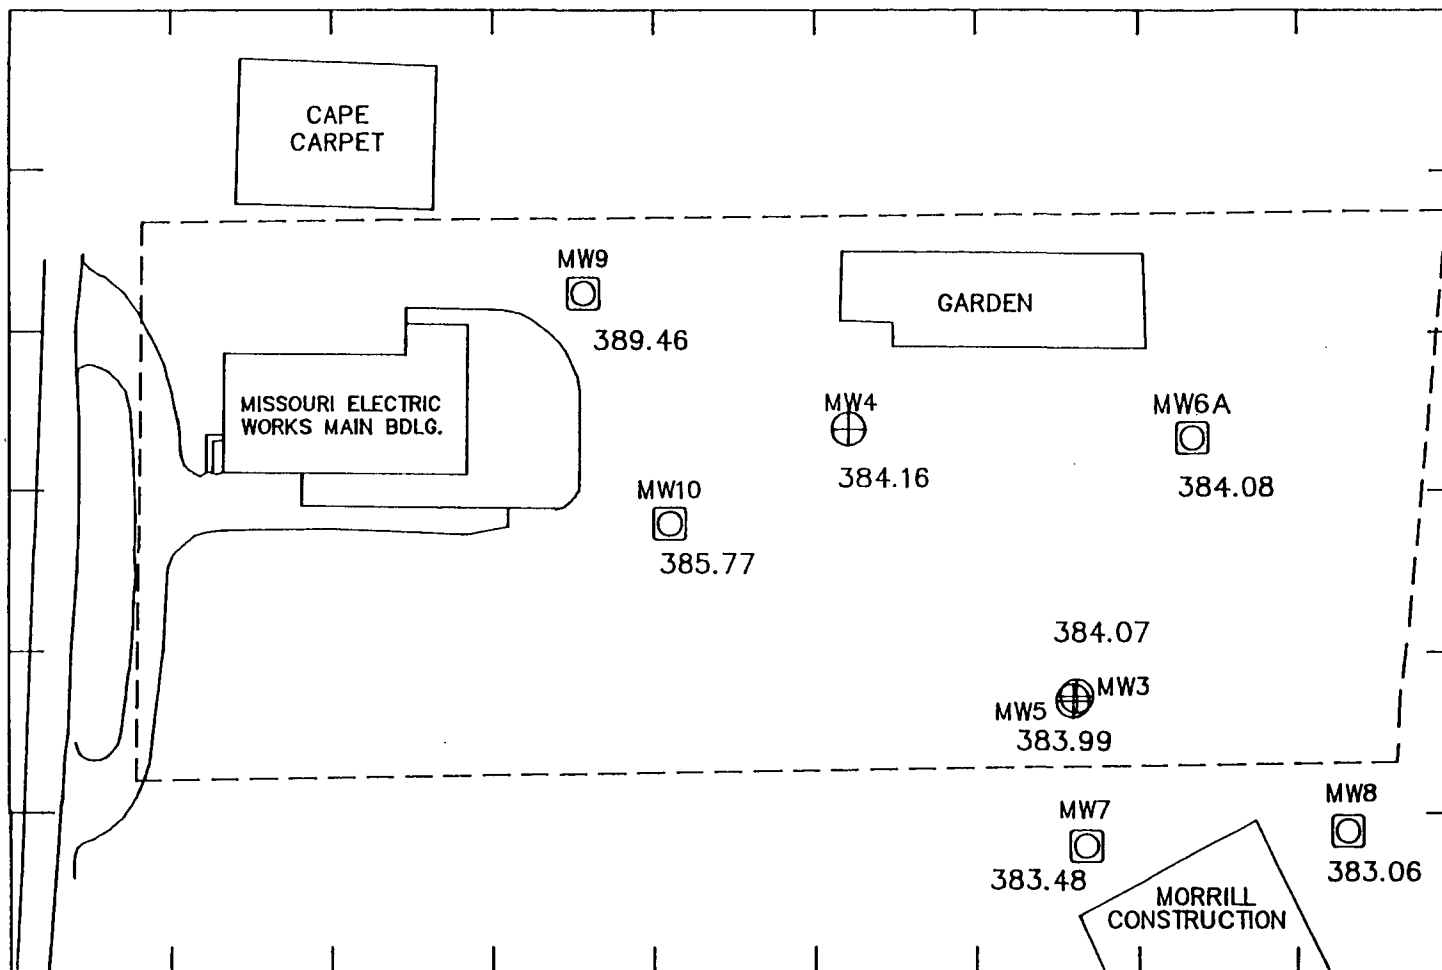 CAPE
CARPET
MW9
389.46
GARDEN
MISSOURI ELECTRIC
WORKS MAIN BDLG.
MW4
384.16
MW6A
384.08
MW10
385.77
384.07
MW3
MW5
383.99
MW7
383.48
MW8
383.06
MORRILL
CONSTRUCTION